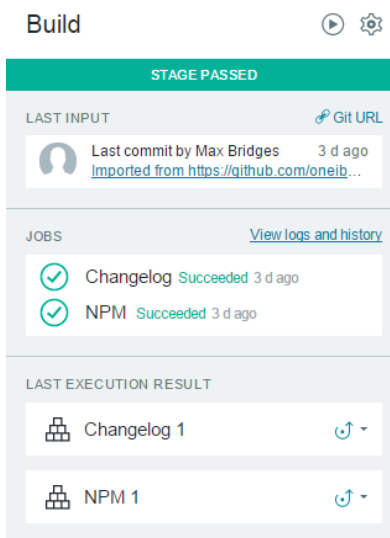 Build
STAGE PASSED
LAST INPUT
Git URL
Last commit by Max Bridges 3 d ago
Imported from https://github.com/oneib...
JOBS
View logs and history
Changelog Succeeded 3 d ago
NPM Succeeded 3 d ago
LAST EXECUTION RESULT
Changelog 1
NPM 1